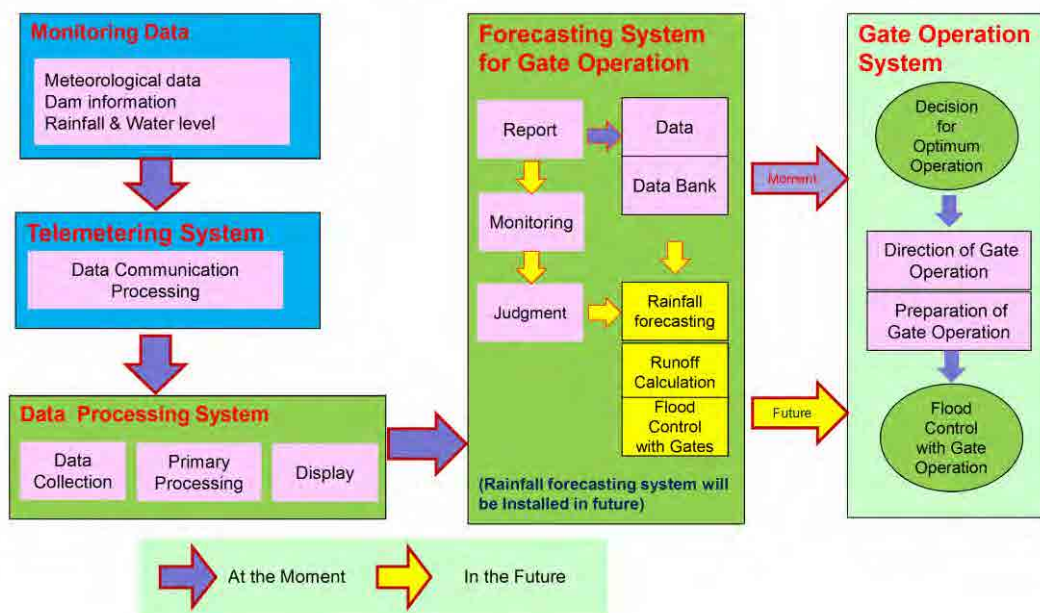 Monitoring Data
Meteorological data
Dam information
Rainfall & Water level
Telemetering System
Data Communication
Processing
Data Processing System
Data
Collection
Primary
Processing
Display
Forecasting System
for Gate Operation
Report
Data
Data Bank
Monitoring
Judgment
Rainfall
forecasting
Runoff
Calculation
Flood
Control
with Gates
(Rainfall forecasting system will
be Installed in future)
Moment
Future
Gate Operation
System
Decision
for
Optimum
Operation
Direction of Gate
Operation
Preparation of
Gate Operation
Flood
Control
with Gate
Operation
At the Moment
In the Future